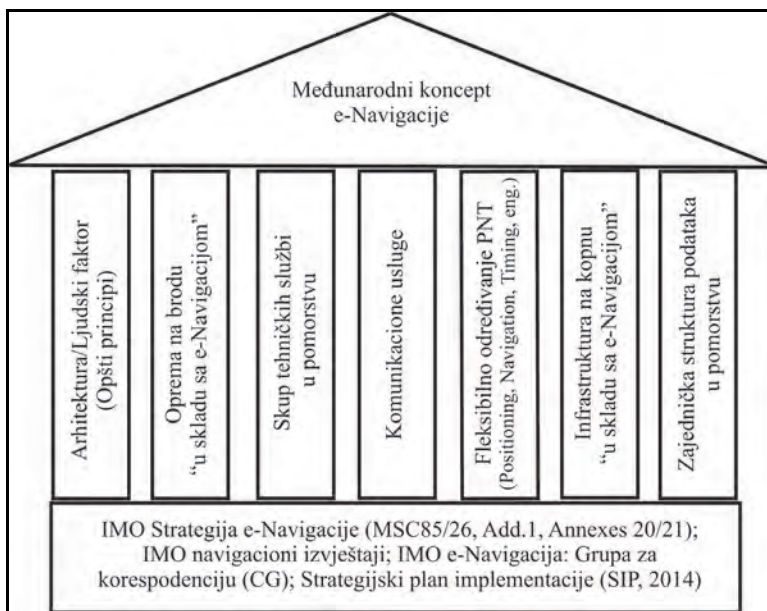 Međunarodni koncept
e-Navigacije
Arhitektura/Ljudski faktor
(Opšti principi)
Oprema na brodu
“u skladu sa e-Navigacijom”
Skup tehničkih službi
u pomorstvu
Komunikacione usluge
Fleksibilno određivanje PNT
(Positioning, Navigation, Timing, eng.)
Infrastruktura na kopnu
“u skladu sa e-Navigacijom”
Zajednička struktura podataka
u pomorstvu
IMO Strategija e-Navigacije (MSC85/26, Add.1, Annexes 20/21);
IMO navigacioni izvještaji; IMO e-Navigacija: Grupa za
korespodenciju (CG); Strategijski plan implementacije (SIP, 2014)